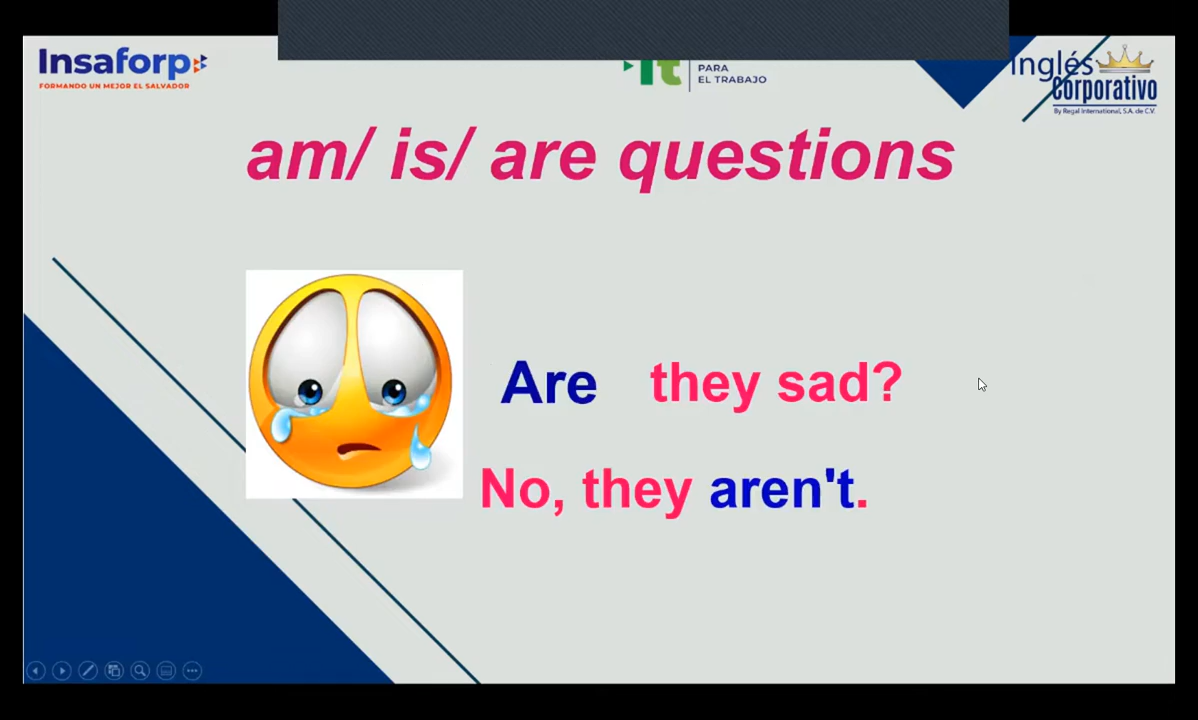 Insaforp
FORMANDO UN MEJOR EL SALVADOR
PARA
EL TRABAJO
Inglés
Corporativo
By Regal International, S.A. de C.V.
am/ is/ are questions
Are they sad?
No, they aren't.